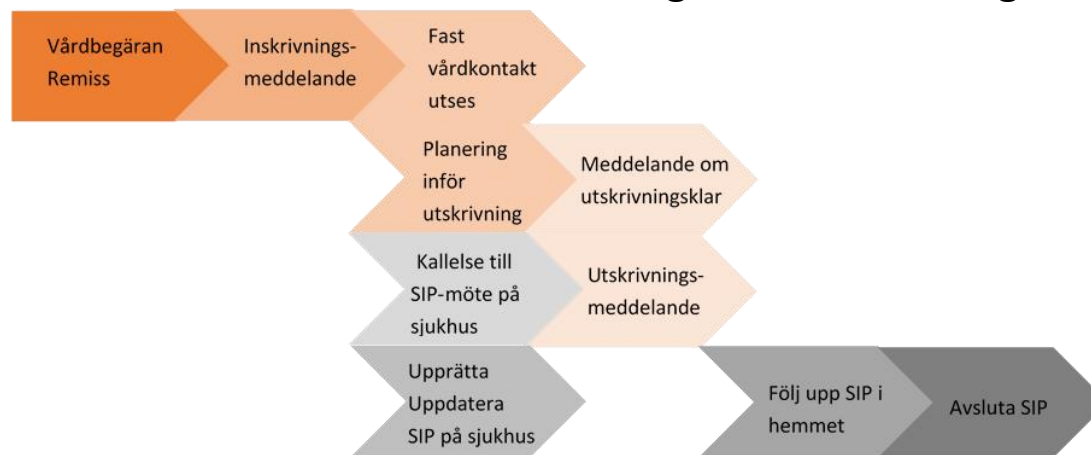 Vårdbegäran
Remiss
Inskrivnings-
meddelande
Fast
vårdkontakt
utses
Planering
inför
utskrivning
Meddelande om
utskrivningsklar
Kallelse till
SIP-möte på
sjukhus
Utskrivnings-
meddelande
Upprätta
Uppdatera
SIP på sjukhus
Följ upp SIP i
hemmet
Avsluta SIP